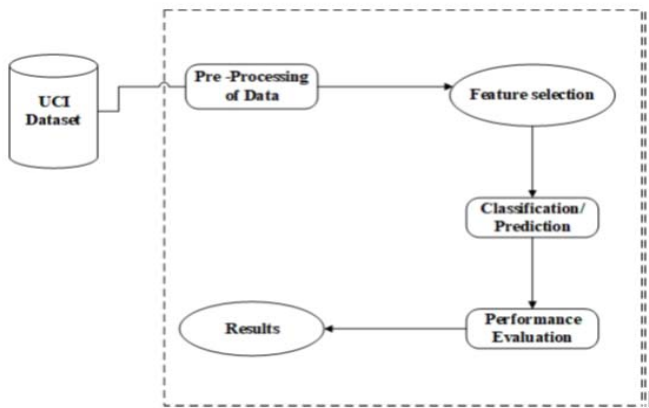 UCI
Dataset
Pre -Processing
of Data
Feature selection
Classification/
Prediction
Performance
Evaluation
Results